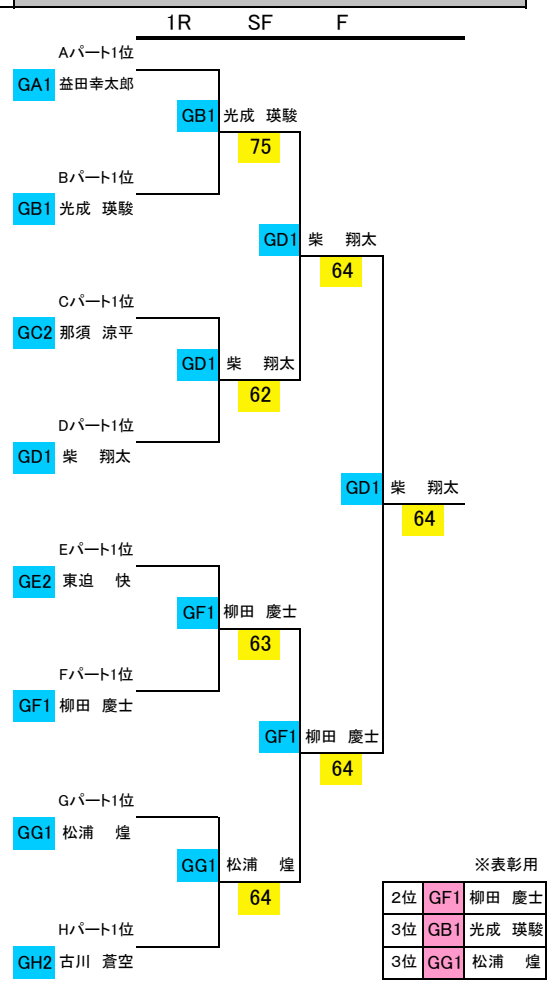 1R SF F
Aパート1位
GA1 益田幸太郎
GB1 光成 瑛駿
75
Bパート1位
GB1 光成 瑛駿
GD1 柴 翔太
64
Cパート1位
GC2 那須 涼平
GD1 柴 翔太
62
Dパート1位
GD1 柴 翔太
GD1 柴 翔太
64
Eパート1位
GE2 東迫 快
GF1 柳田 慶士
63
Fパート1位
GF1 柳田 慶士
GF1 柳田 慶士
64
Gパート1位
GG1 松浦 煌
GG1 松浦 煌
64
Hパート1位
GH2 古川 蒼空
※表彰用
2位 GF1 柳田 慶士
3位 GB1 光成 瑛駿
3位 GG1 松浦 煌